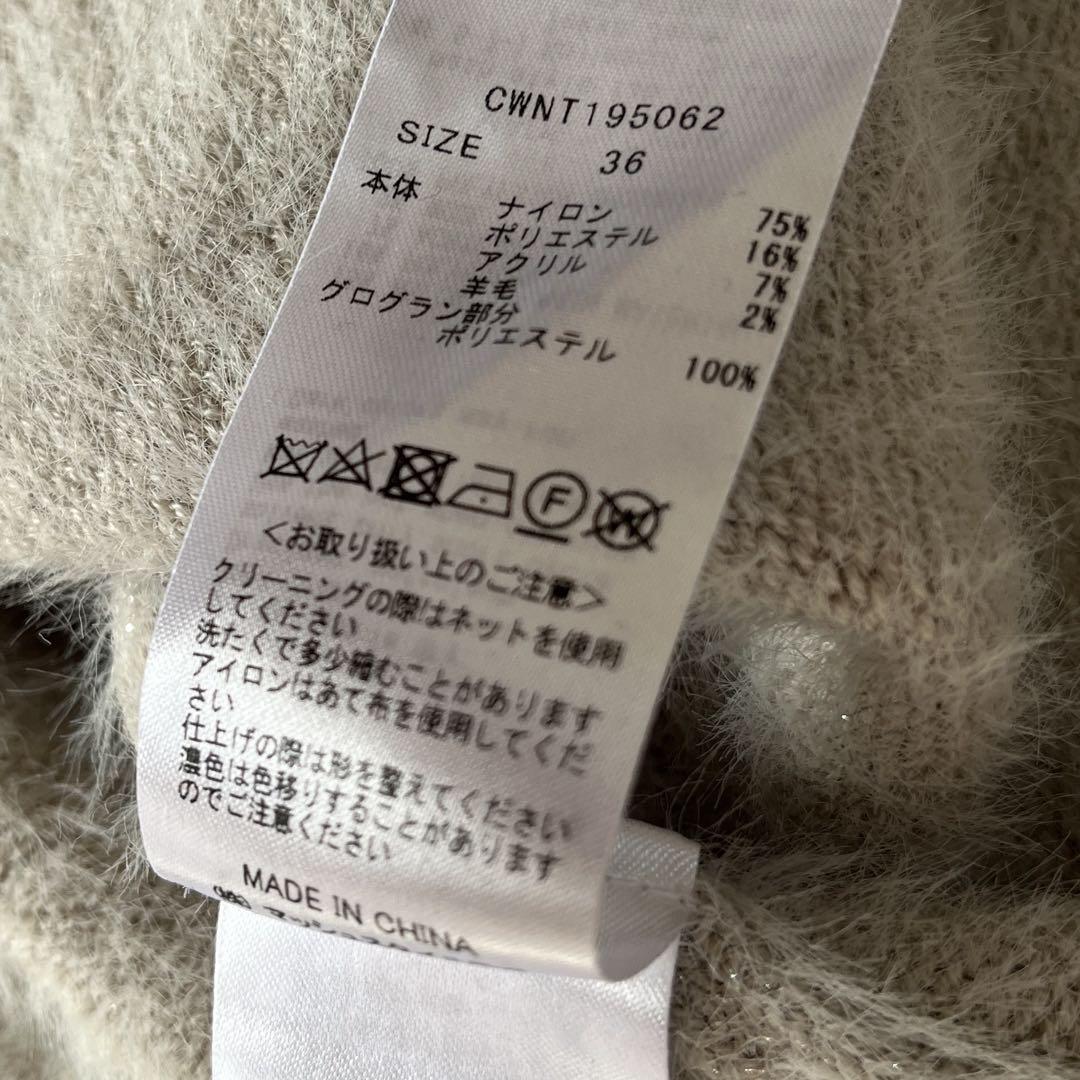 CWNT195062
SIZE 36
本体
ナイロン 75%
ポリエステル 16%
アクリル 7%
羊毛 2%
グログラン部分
ポリエステル 100%
F W
<お取り扱い上のご注意>
クリーニングの際はネットを使用
してください
洗たくで多少縮むことがあります
アイロンはあて布を使用してくだ
さい
仕上げの際は形を整えてください
濃色は色移りすることがあります
のでご注意ください
MADE IN CHINA